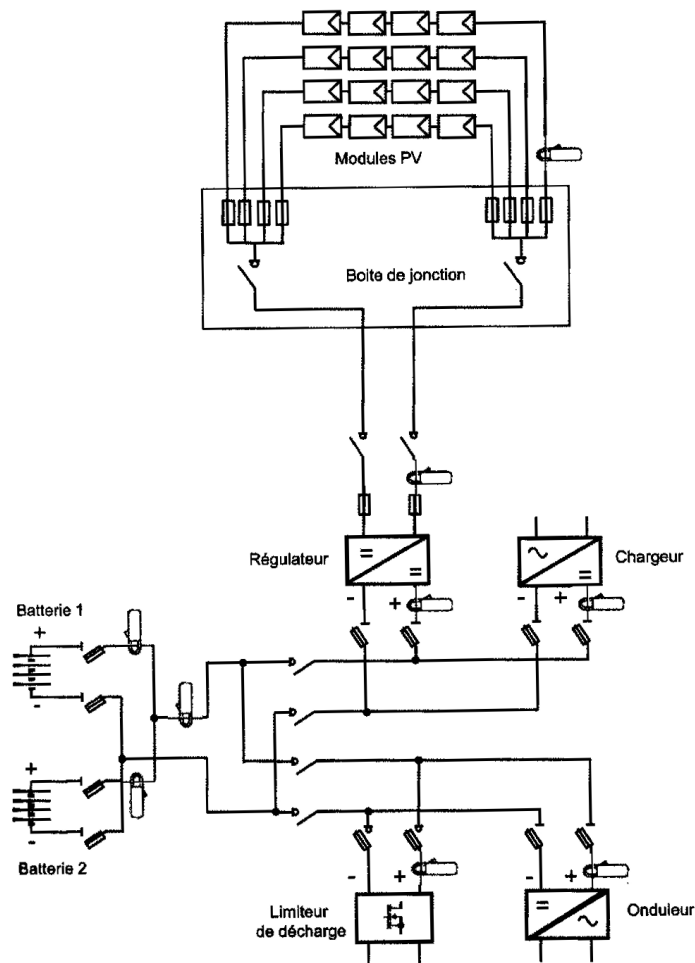 Modules PV
Boite de jonction
Régulateur
Chargeur
- +
- +
Batterie 1
+
-
+
-
Batterie 2
- +
- +
Limiteur
de décharge
Onduleur